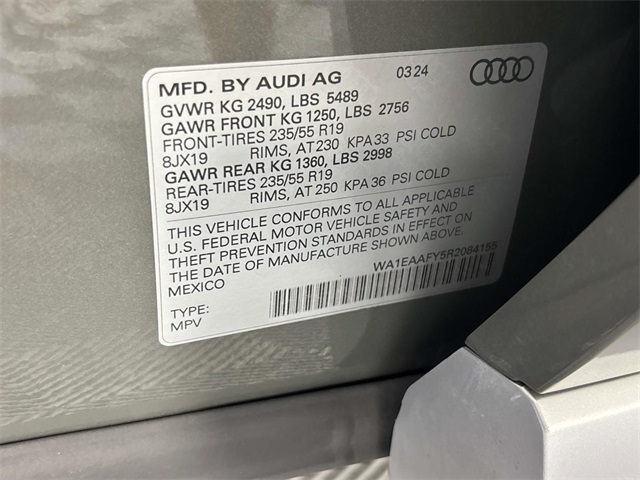 MFD. BY AUDI AG 03 24
GVWR KG 2490, LBS 5489
GAWR FRONT KG 1250, LBS 2756
FRONT-TIRES 235/55 R19
8JX19 RIMS, AT 230 KPA 33 PSI COLD
GAWR REAR KG 1360, LBS 2998
REAR-TIRES 235/55 R19
8JX19 RIMS, AT 250 KPA 36 PSI COLD
THIS VEHICLE CONFORMS TO ALL APPLICABLE
U.S. FEDERAL MOTOR VEHICLE SAFETY AND
THEFT PREVENTION STANDARDS IN EFFECT ON
THE DATE OF MANUFACTURE SHOWN ABOVE.
MEXICO WA1EAAFY5R2084155
TYPE:
MPV